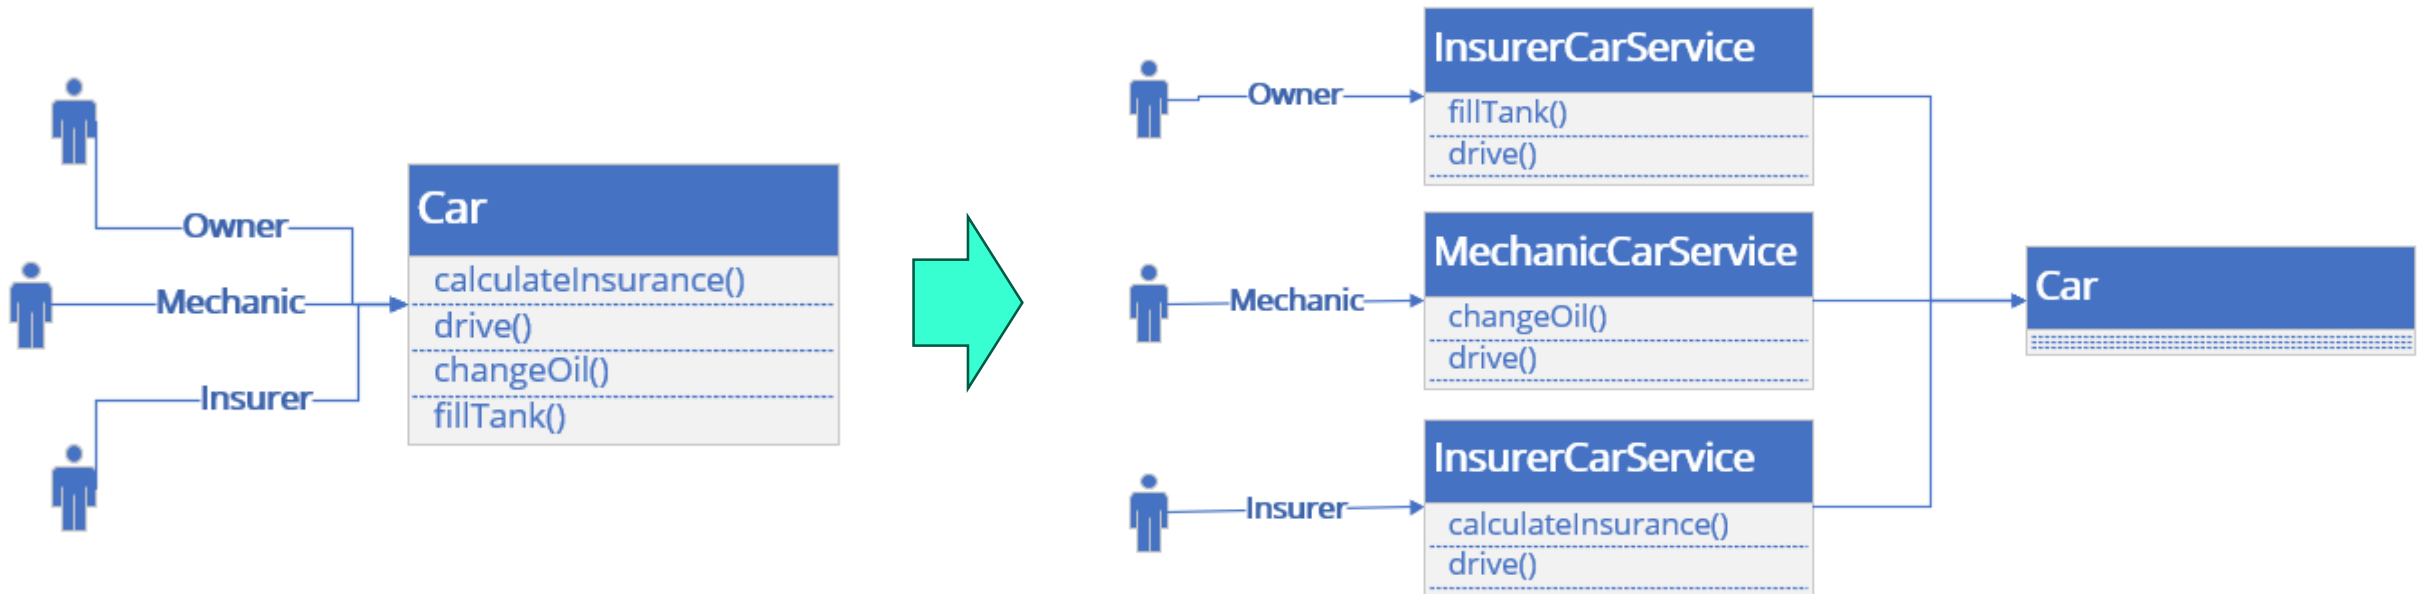 Owner
Mechanic
Insurer
Car
calculateInsurance()
drive()
changeOil()
fillTank()
Owner
InsurerCarService
fillTank()
drive()
Mechanic
MechanicCarService
changeOil()
drive()
Insurer
InsurerCarService
calculateInsurance()
drive()
Car